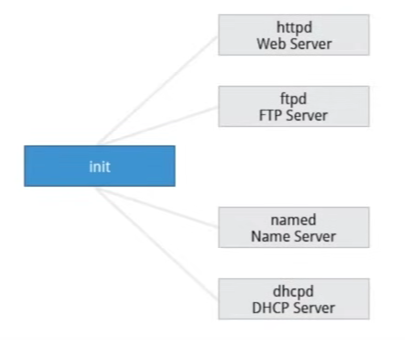 httpd
Web Server
ftpd
FTP Server
init
named
Name Server
dhcpd
DHCP Server